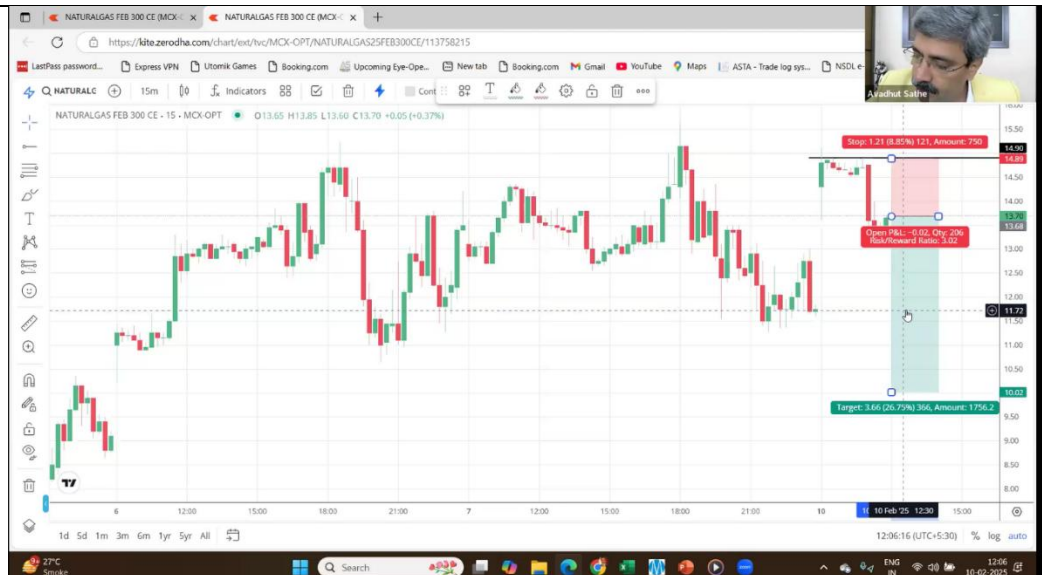 NATURALGAS FEB 300 CE (MCX-
NATURALGAS FEB 300 CE (MCX-
https://kite.zerodha.com/chart/ext/tvc/MCX-OPT/NATURALGAS25FEB300CE/113758215
LastPass password...
Express VPN
Utomik Games
Booking.com
Upcoming Eye-Ope...
New tab
Booking.com
Gmail
YouTube
Maps
ASTA - Trade log sys...
NSDL e-
Avadhut Sathe
NATURALG
15m
Indicators
Cont
T
NATURALGAS FEB 300 CE · 15 · MCX-OPT
O13.65 H13.85 L13.60 C13.70 +0.05 (+0.37%)
16.00
15.50
14.90
14.89
14.50
14.00
13.70
13.68
13.00
12.50
12.00
11.72
11.50
11.00
10.50
10.02
9.50
9.00
8.50
8.00
Stop: 1.21 (8.85%) 121, Amount: 750
Open P&L: -0.02, Qty: 206
Risk/Reward Ratio: 3.02
Target: 3.66 (26.75%) 366, Amount: 1756.2
6
12:00
15:00
18:00
21:00
7
12:00
15:00
18:00
21:00
10
10 Feb '25 12:30
15:00
1d 5d 1m 3m 6m 1yr 5yr All
12:06:16 (UTC+5:30) % log auto
27°C
Smoke
Search
ENG
IN
12:06
10-02-2025